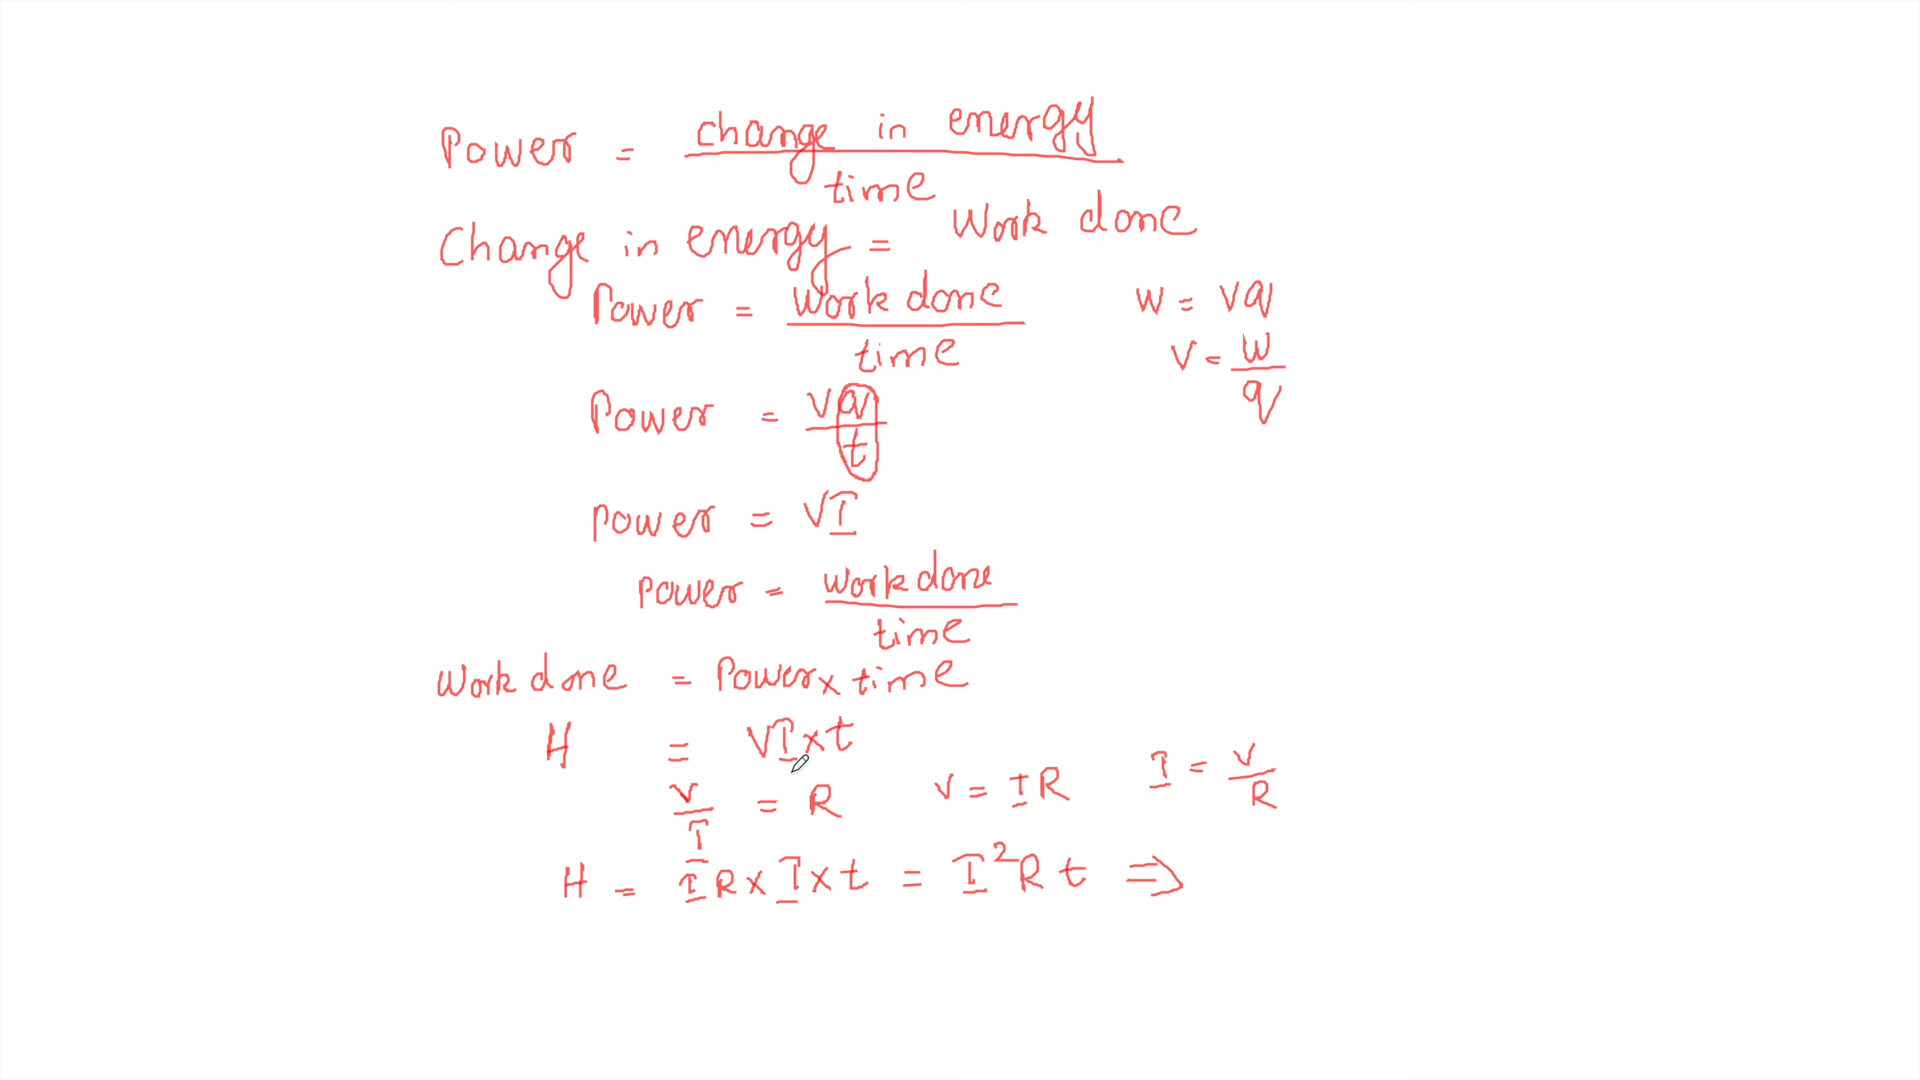 Power = change in energy / time
Change in energy = Work done
Power = Work done / time
W = Vq
V = W / q
Power = Vq / t
Power = VI
Power = Work done / time
Work done = Power x time
H = VI x t
V / I = R
V = IR
I = V / R
H = IR x I x t = I²Rt ⇒